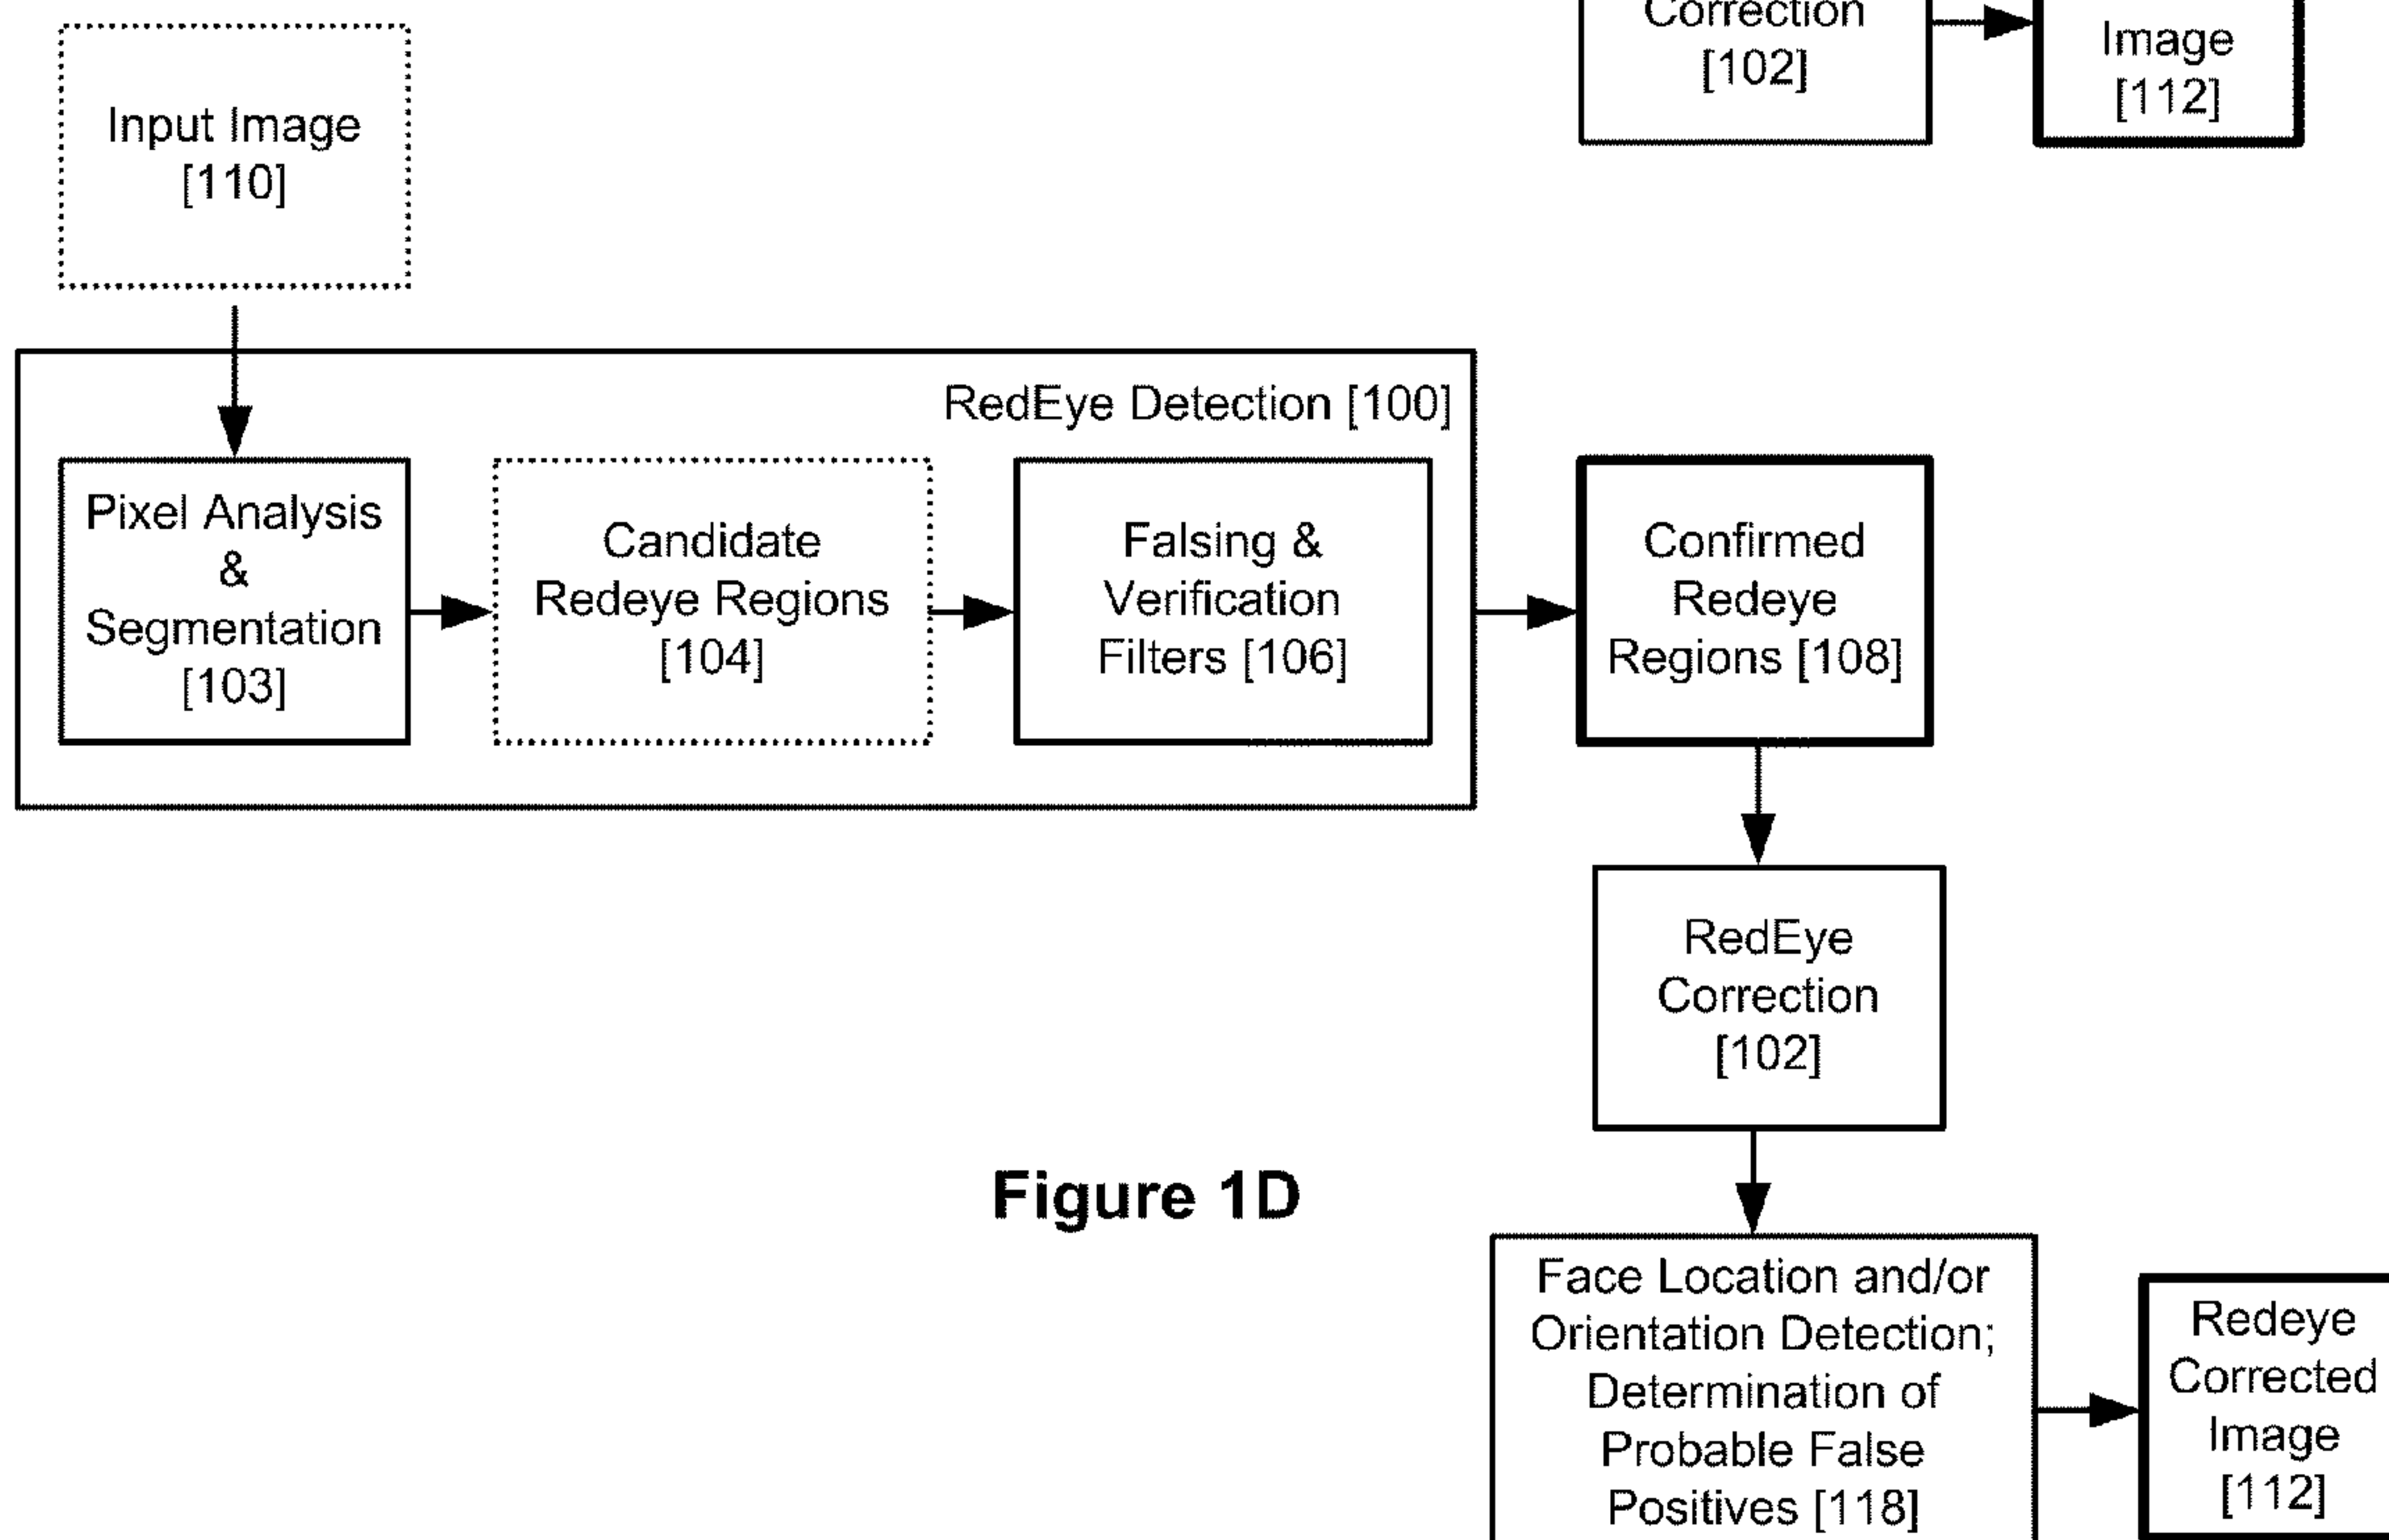 Correction
[102]
Image
[112]
Input Image
[110]
RedEye Detection [100]
Pixel Analysis
&
Segmentation
[103]
Candidate
Redeye Regions
[104]
Falsing &
Verification
Filters [106]
Confirmed
Redeye
Regions [108]
RedEye
Correction
[102]
Figure 1D
Face Location and/or
Orientation Detection;
Determination of
Probable False
Positives [118]
Redeye
Corrected
Image
[112]